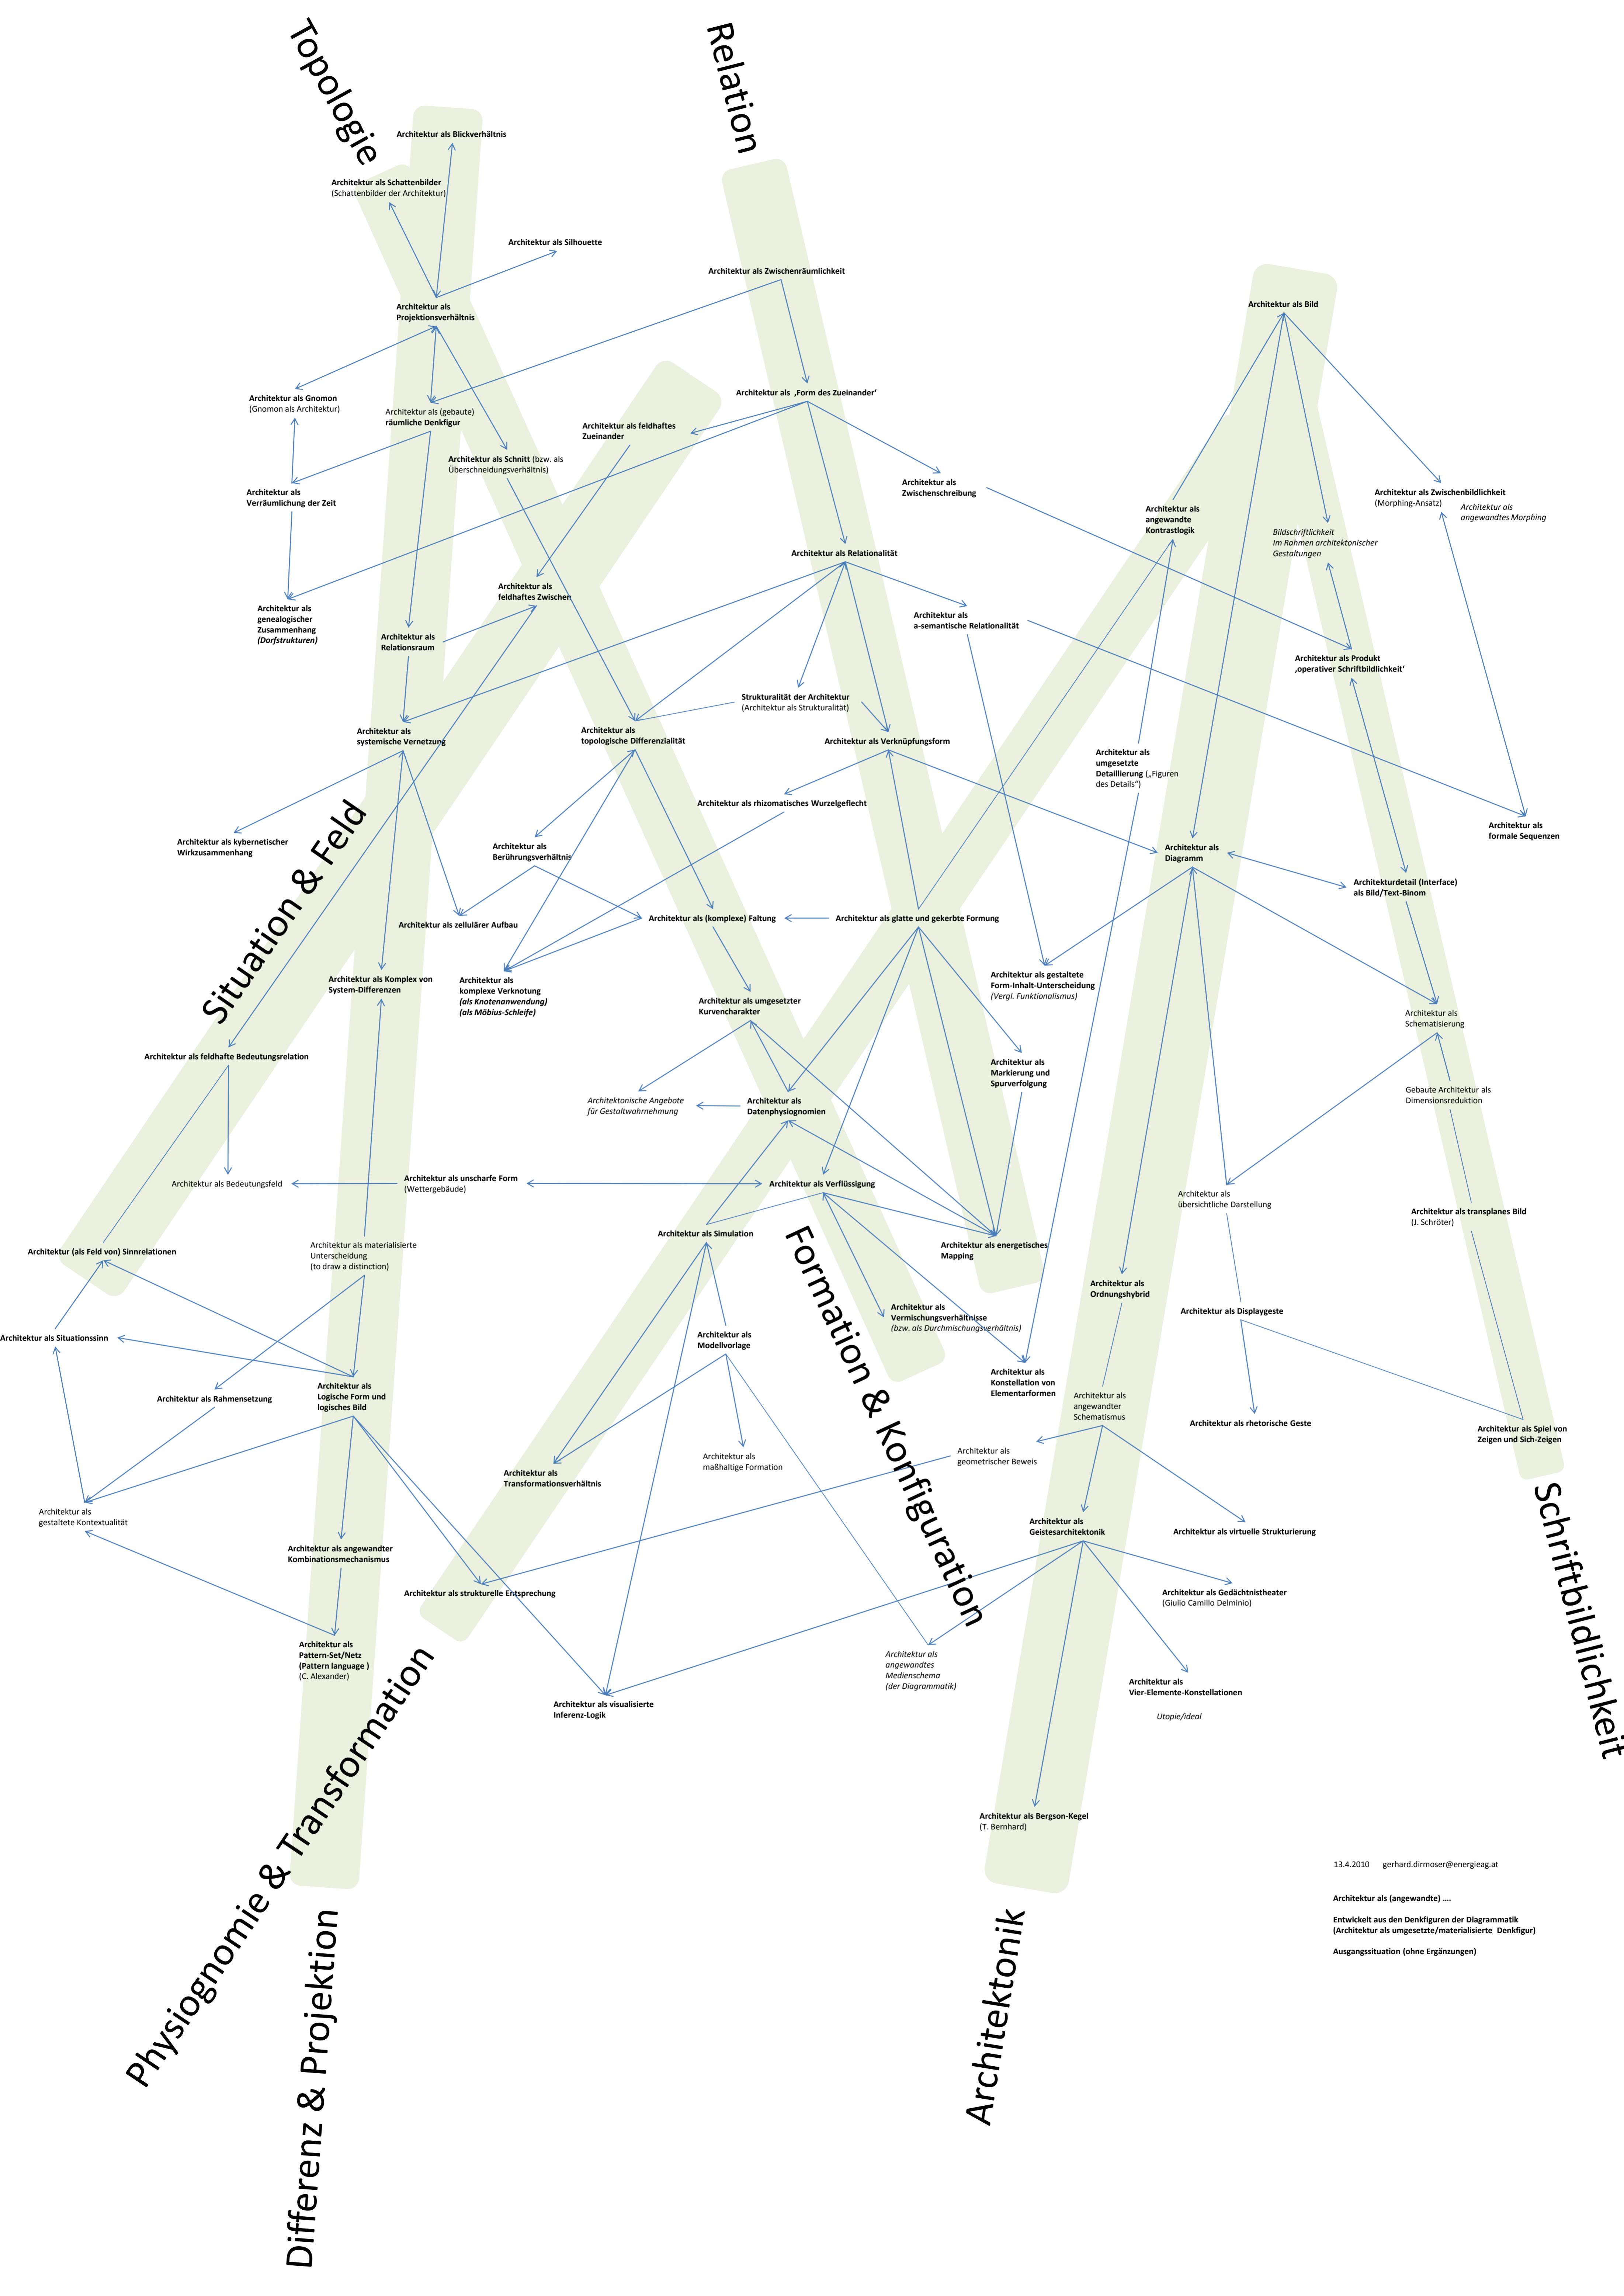 Topologie
Relation
Architektur als Blickverhältnis
Architektur als Schattenbilder
(Schattenbilder der Architektur)
Architektur als Silhouette
Architektur als Zwischenräumlichkeit
Architektur als
Projektionsverhältnis
Architektur als Bild
Architektur als ‚Form des Zueinander‘
Architektur als Gnomon
(Gnomon als Architektur)
Architektur als (gebaute)
räumliche Denkfigur
Architektur als feldhaftes
Zueinander
Architektur als Schnitt (bzw. als
Überschneidungsverhältnis)
Architektur als
Zwischenschreibung
Architektur als
Verräumlichung der Zeit
Architektur als Zwischenbildlichkeit
(Morphing-Ansatz)
Architektur als
angewandtes Morphing
Architektur als
angewandte
Kontrastlogik
Bildschriftlichkeit
Im Rahmen architektonischer
Gestaltungen
Architektur als Relationalität
Architektur als
feldhaftes Zwischen
Architektur als
genealogischer
Zusammenhang
(Dorfstrukturen)
Architektur als
a-semantische Relationalität
Architektur als
Relationsraum
Architektur als Produkt
‚operativer Schriftbildlichkeit‘
Strukturalität der Architektur
(Architektur als Strukturalität)
Architektur als
systemische Vernetzung
Architektur als
topologische Differenzialität
Architektur als Verknüpfungsform
Architektur als
umgesetzte
Detaillierung („Figuren
des Details“)
Architektur als rhizomatisches Wurzelgeflecht
Architektur als
formale Sequenzen
Architektur als kybernetischer
Wirkzusammenhang
Architektur als
Berührungsverhältnis
Architektur als
Diagramm
Situation & Feld
Architekturdetail (Interface)
als Bild/Text-Binom
Architektur als zellulärer Aufbau
Architektur als (komplexe) Faltung
Architektur als glatte und gekerbte Formung
Architektur als Komplex von
System-Differenzen
Architektur als
komplexe Verknotung
(als Knotenanwendung)
(als Möbius-Schleife)
Architektur als gestaltete
Form-Inhalt-Unterscheidung
(Vergl. Funktionalismus)
Architektur als umgesetzter
Kurvencharakter
Architektur als
Schematisierung
Architektur als feldhafte Bedeutungsrelation
Architektur als
Markierung und
Spurverfolgung
Gebaute Architektur als
Dimensionsreduktion
Architektonische Angebote
für Gestaltwahrnehmung
Architektur als
Datenphysiognomien
Architektur als Bedeutungsfeld
Architektur als unscharfe Form
(Wettergebäude)
Architektur als Verflüssigung
Architektur als
übersichtliche Darstellung
Architektur als transplanes Bild
(J. Schröter)
Architektur als Simulation
Architektur als energetisches
Mapping
Architektur (als Feld von) Sinnrelationen
Architektur als materialisierte
Unterscheidung
(to draw a distinction)
Architektur als
Ordnungshybrid
Architektur als
Vermischungsverhältnisse
(bzw. als Durchmischungsverhältnis)
Architektur als Displaygeste
Architektur als Situationssinn
Architektur als
Modellvorlage
Architektur als
Konstellation von
Elementarformen
Architektur als Rahmensetzung
Architektur als
Logische Form und
logisches Bild
Architektur als
angewandter
Schematismus
Architektur als rhetorische Geste
Architektur als Spiel von
Zeigen und Sich-Zeigen
Formation & Konfiguration
Architektur als
maßhaltige Formation
Architektur als
geometrischer Beweis
Architektur als
Transformationsverhältnis
Architektur als
gestaltete Kontextualität
Architektur als
Geistesarchitektonik
Architektur als virtuelle Strukturierung
Architektur als angewandter
Kombinationsmechanismus
Architektur als strukturelle Entsprechung
Architektur als Gedächtnistheater
(Giulio Camillo Delminio)
Schriftbildlichkeit
Architektur als
Pattern-Set/Netz
(Pattern language )
(C. Alexander)
Architektur als
angewandtes
Medienschema
(der Diagrammatik)
Architektur als
Vier-Elemente-Konstellationen
Utopie/ideal
Architektur als visualisierte
Inferenz-Logik
Architektur als Bergson-Kegel
(T. Bernhard)
Physiognomie & Transformation
Differenz & Projektion
Architektonik
13.4.2010 gerhard.dirmoser@energieag.at
Architektur als (angewandte) ....
Entwickelt aus den Denkfiguren der Diagrammatik
(Architektur als umgesetzte/materialisierte Denkfigur)
Ausgangssituation (ohne Ergänzungen)